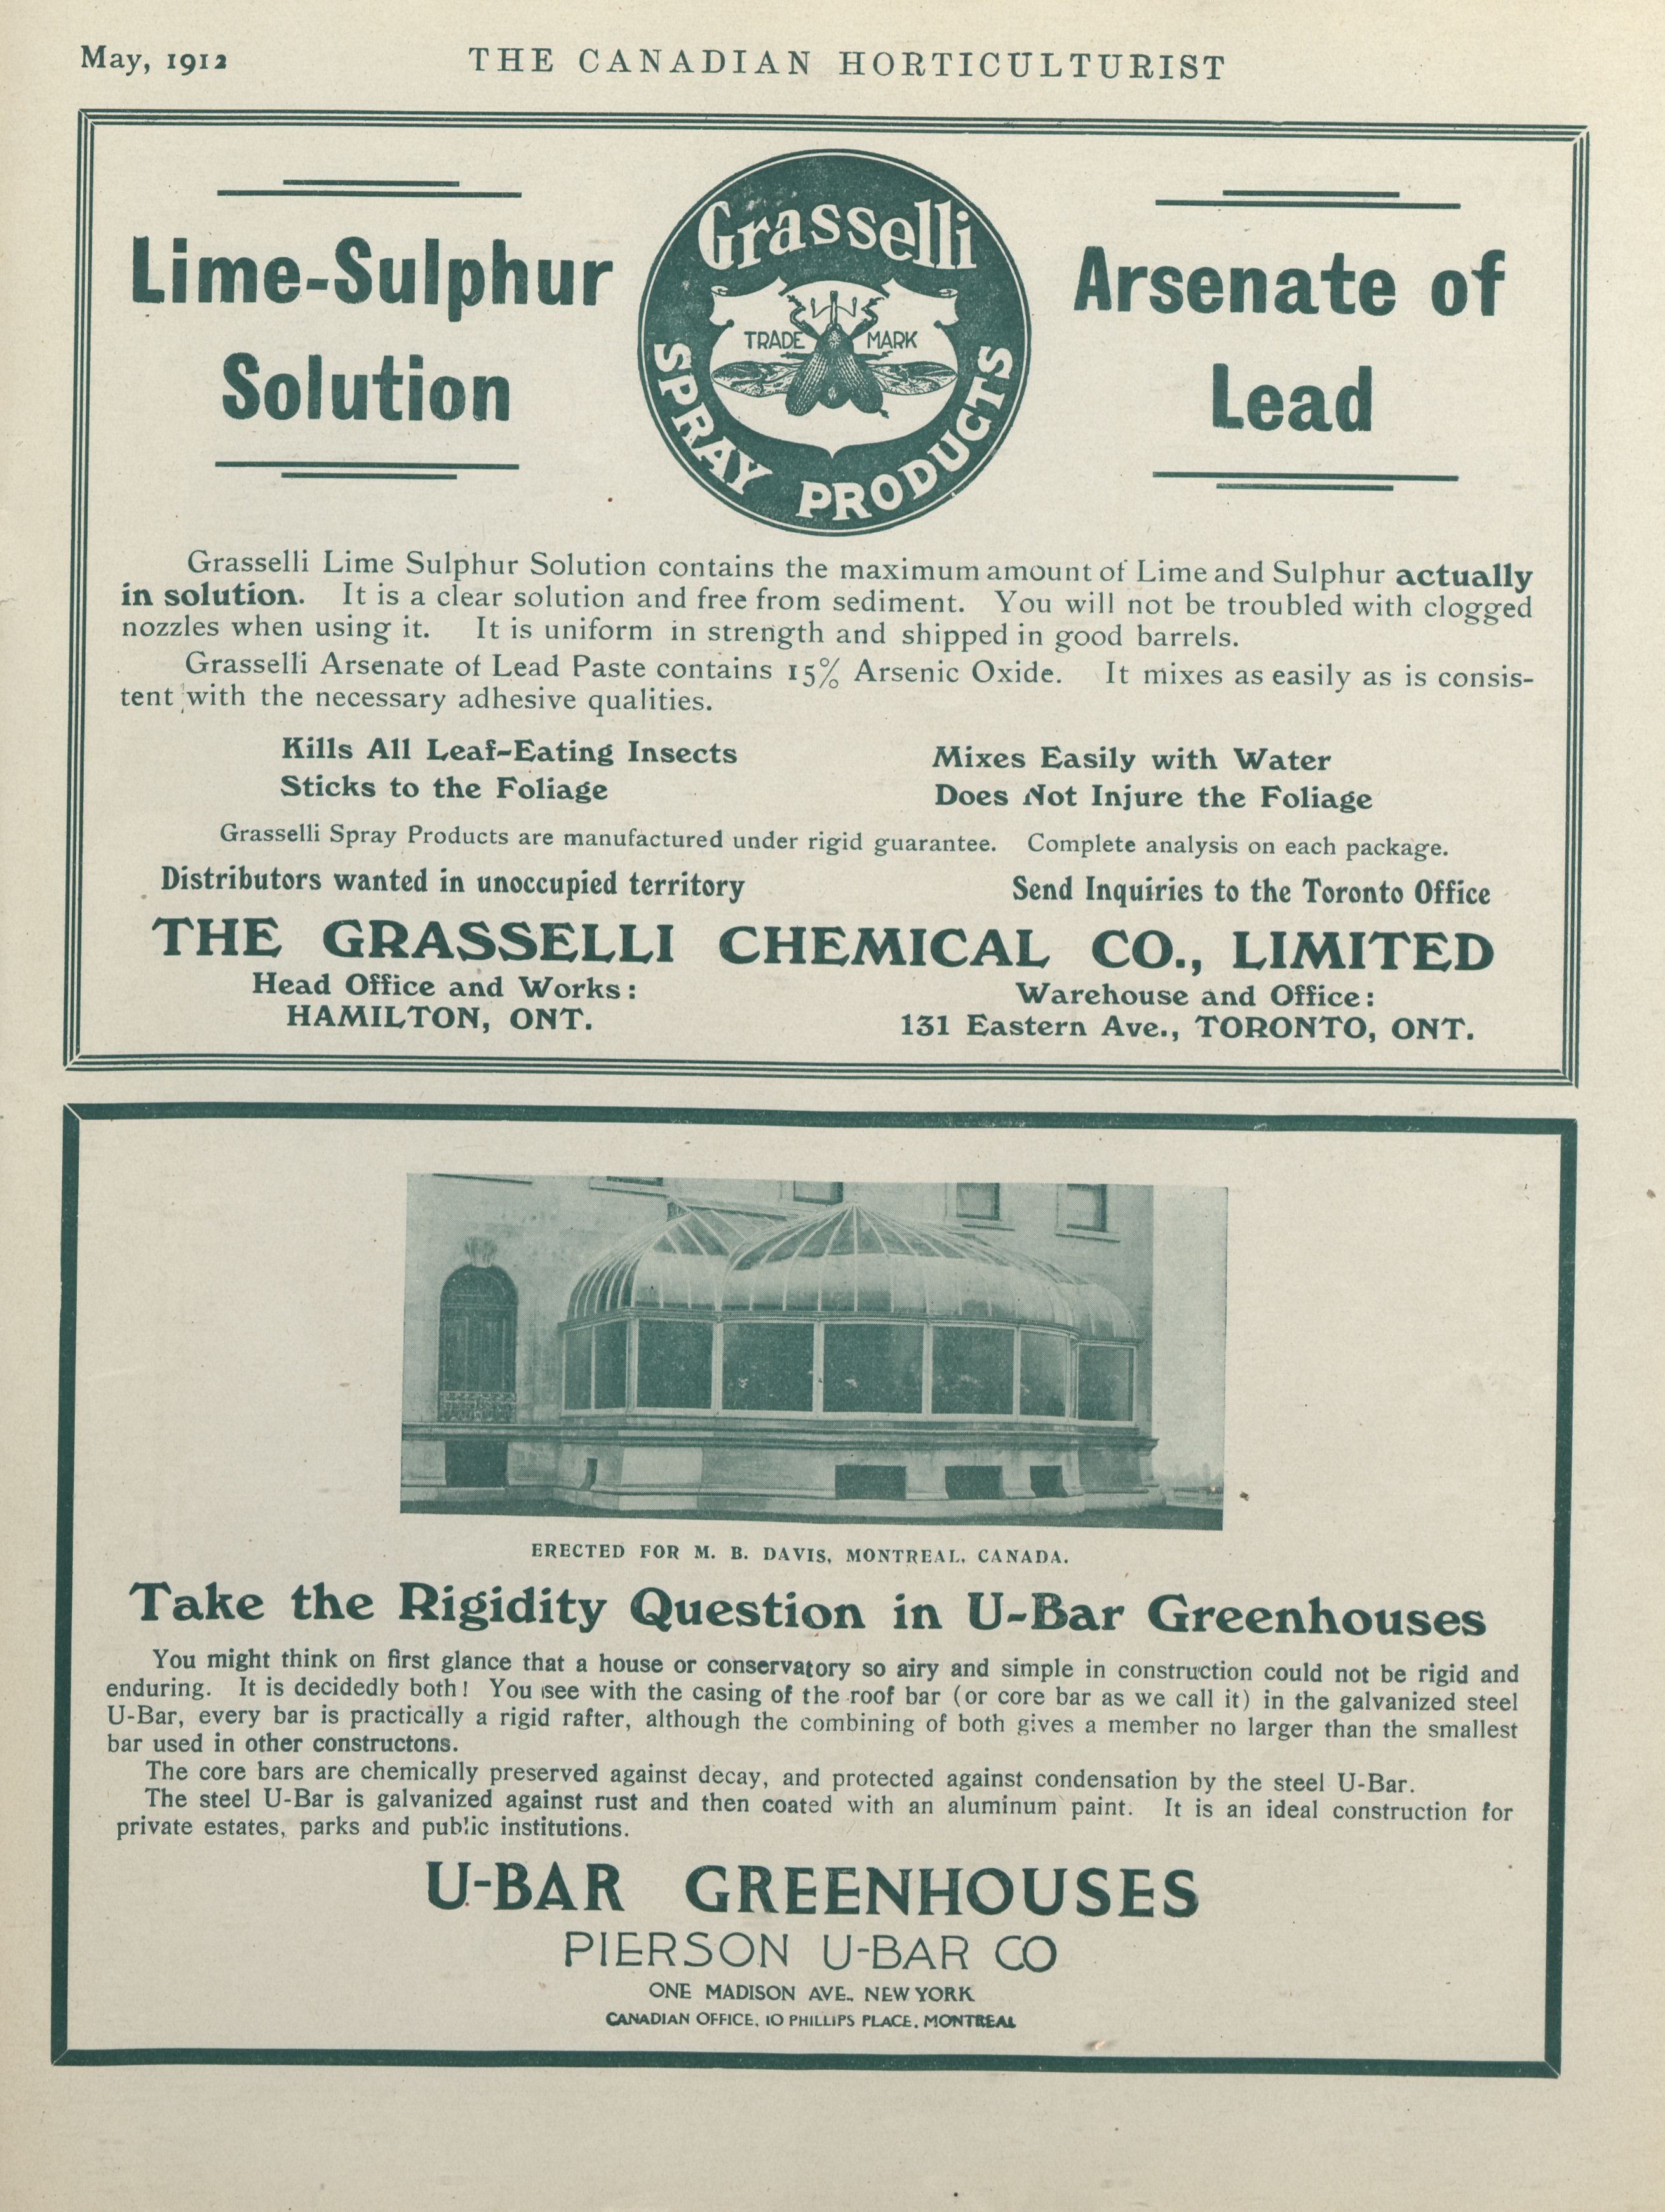 May, 1912
THE CANADIAN HORTICULTURIST
Lime-Sulphur
Solution
Grasselli
TRADE MARK
SPRAY PRODUCTS
Arsenate of
Lead
Grasselli Lime Sulphur Solution contains the maximum amount of Lime and Sulphur actually
in solution. It is a clear solution and free from sediment. You will not be troubled with clogged
nozzles when using it. It is uniform in strength and shipped in good barrels.
Grasselli Arsenate of Lead Paste contains 15% Arsenic Oxide. It mixes as easily as is consis-
tent with the necessary adhesive qualities.
Kills All Leaf-Eating Insects
Sticks to the Foliage
Mixes Easily with Water
Does Not Injure the Foliage
Grasselli Spray Products are manufactured under rigid guarantee. Complete analysis on each package.
Distributors wanted in unoccupied territory
Send Inquiries to the Toronto Office
THE GRASSELLI CHEMICAL CO., LIMITED
Head Office and Works:
HAMILTON, ONT.
Warehouse and Office:
131 Eastern Ave., TORONTO, ONT.
ERECTED FOR M. B. DAVIS, MONTREAL, CANADA.
Take the Rigidity Question in U-Bar Greenhouses
You might think on first glance that a house or conservatory so airy and simple in construction could not be rigid and
enduring. It is decidedly both! You see with the casing of the roof bar (or core bar as we call it) in the galvanized steel
U-Bar, every bar is practically a rigid rafter, although the combining of both gives a member no larger than the smallest
bar used in other constructons.
The core bars are chemically preserved against decay, and protected against condensation by the steel U-Bar.
The steel U-Bar is galvanized against rust and then coated with an aluminum paint. It is an ideal construction for
private estates, parks and public institutions.
U-BAR GREENHOUSES
PIERSON U-BAR CO
ONE MADISON AVE., NEW YORK
CANADIAN OFFICE, 10 PHILLIPS PLACE, MONTREAL